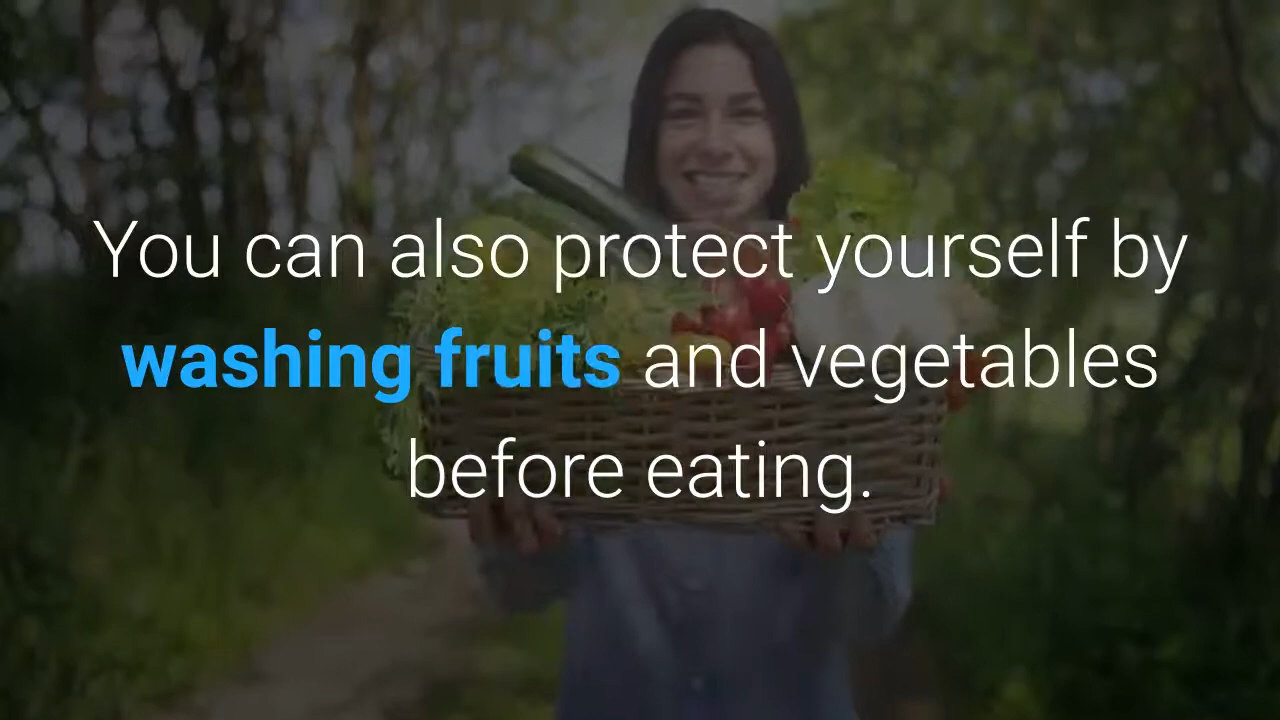 You can also protect yourself by
washing fruits and vegetables
before eating.